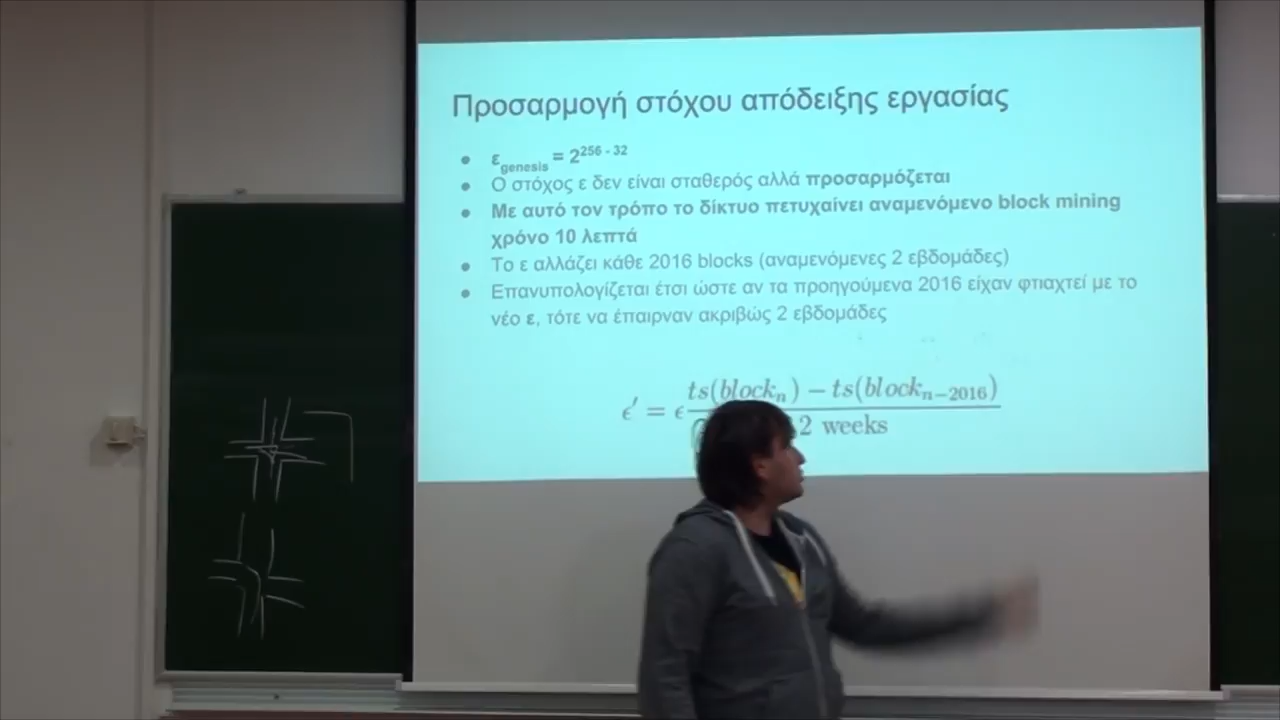 Προσαρμογή στόχου απόδειξης εργασίας
● ε_genesis = 2^256 - 32
● Ο στόχος ε δεν είναι σταθερός αλλά προσαρμόζεται
● Με αυτό τον τρόπο το δίκτυο πετυχαίνει αναμενόμενο block mining
χρόνο 10 λεπτά
● Το ε αλλάζει κάθε 2016 blocks (αναμενόμενες 2 εβδομάδες)
● Επανυπολογίζεται έτσι ώστε αν τα προηγούμενα 2016 είχαν φτιαχτεί με το
νέο ε, τότε να έπαιρναν ακριβώς 2 εβδομάδες
ts(block_n) − ts(block_n−2016)
ϵ′ = ϵ
2 weeks